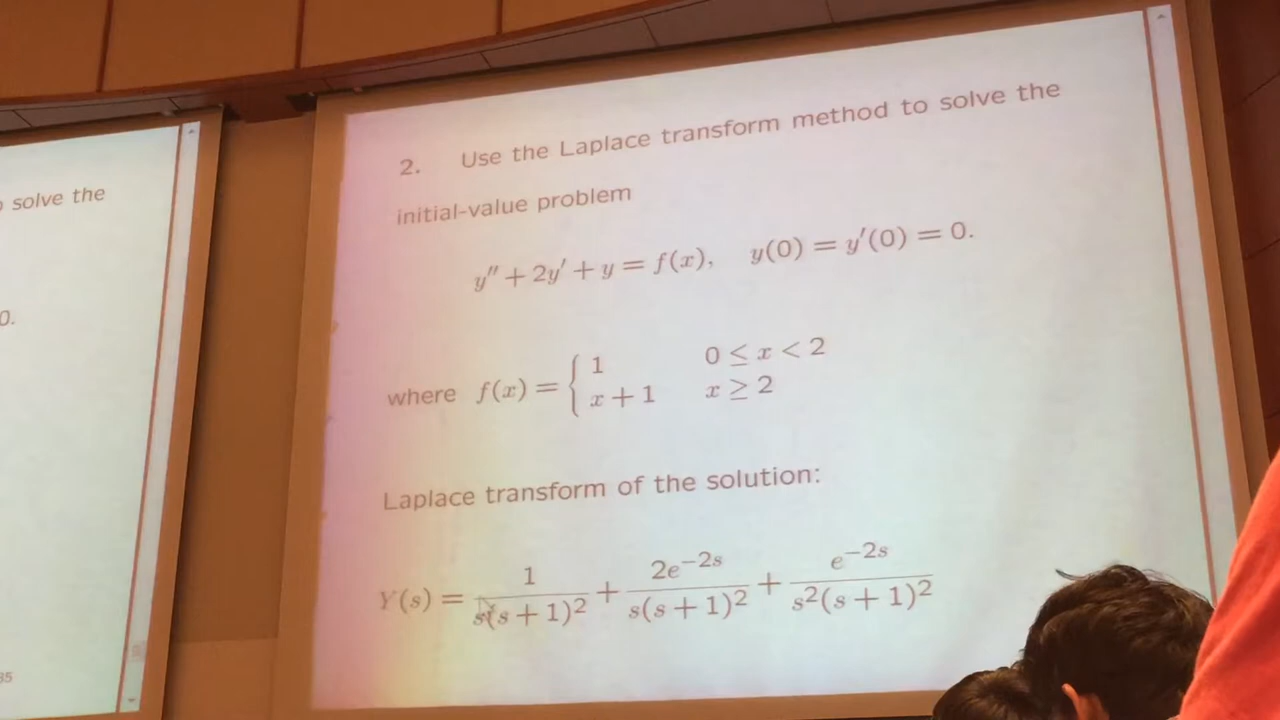 solve the
0.
35
2. Use the Laplace transform method to solve the
initial-value problem
y″ + 2y′ + y = f(x), y(0) = y′(0) = 0.
where f(x) = { 1 0 ≤ x < 2
x + 1 x ≥ 2
Laplace transform of the solution:
Y(s) = 1/(s(s + 1)²) + 2e^{−2s}/(s(s + 1)²) + e^{−2s}/(s²(s + 1)²)